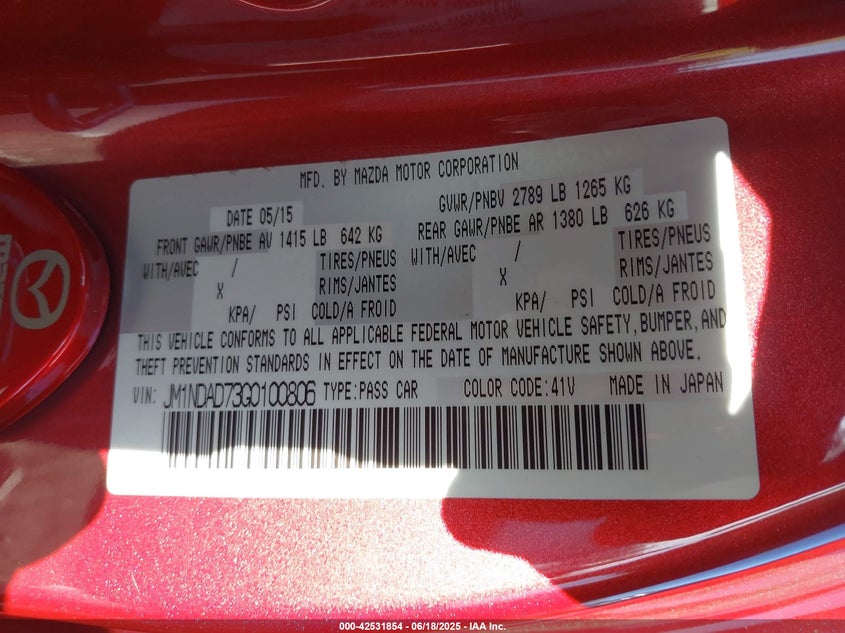 MFD. BY MAZDA MOTOR CORPORATION
DATE 05/15
GVWR/PNBV 2789 LB 1265 KG
FRONT GAWR/PNBE AV 1415 LB 642 KG
REAR GAWR/PNBE AR 1380 LB 626 KG
WITH/AVEC / TIRES/PNEUS
X RIMS/JANTES
KPA/ PSI COLD/A FROID
WITH/AVEC / TIRES/PNEUS
X RIMS/JANTES
KPA/ PSI COLD/A FROID
THIS VEHICLE CONFORMS TO ALL APPLICABLE FEDERAL MOTOR VEHICLE SAFETY, BUMPER, AND
THEFT PREVENTION STANDARDS IN EFFECT ON THE DATE OF MANUFACTURE SHOWN ABOVE.
VIN: JM1NDAD73G0100806 TYPE:PASS CAR COLOR CODE:41V MADE IN JAPAN
000-42531854 | 06/18/2025 | IAA Inc.